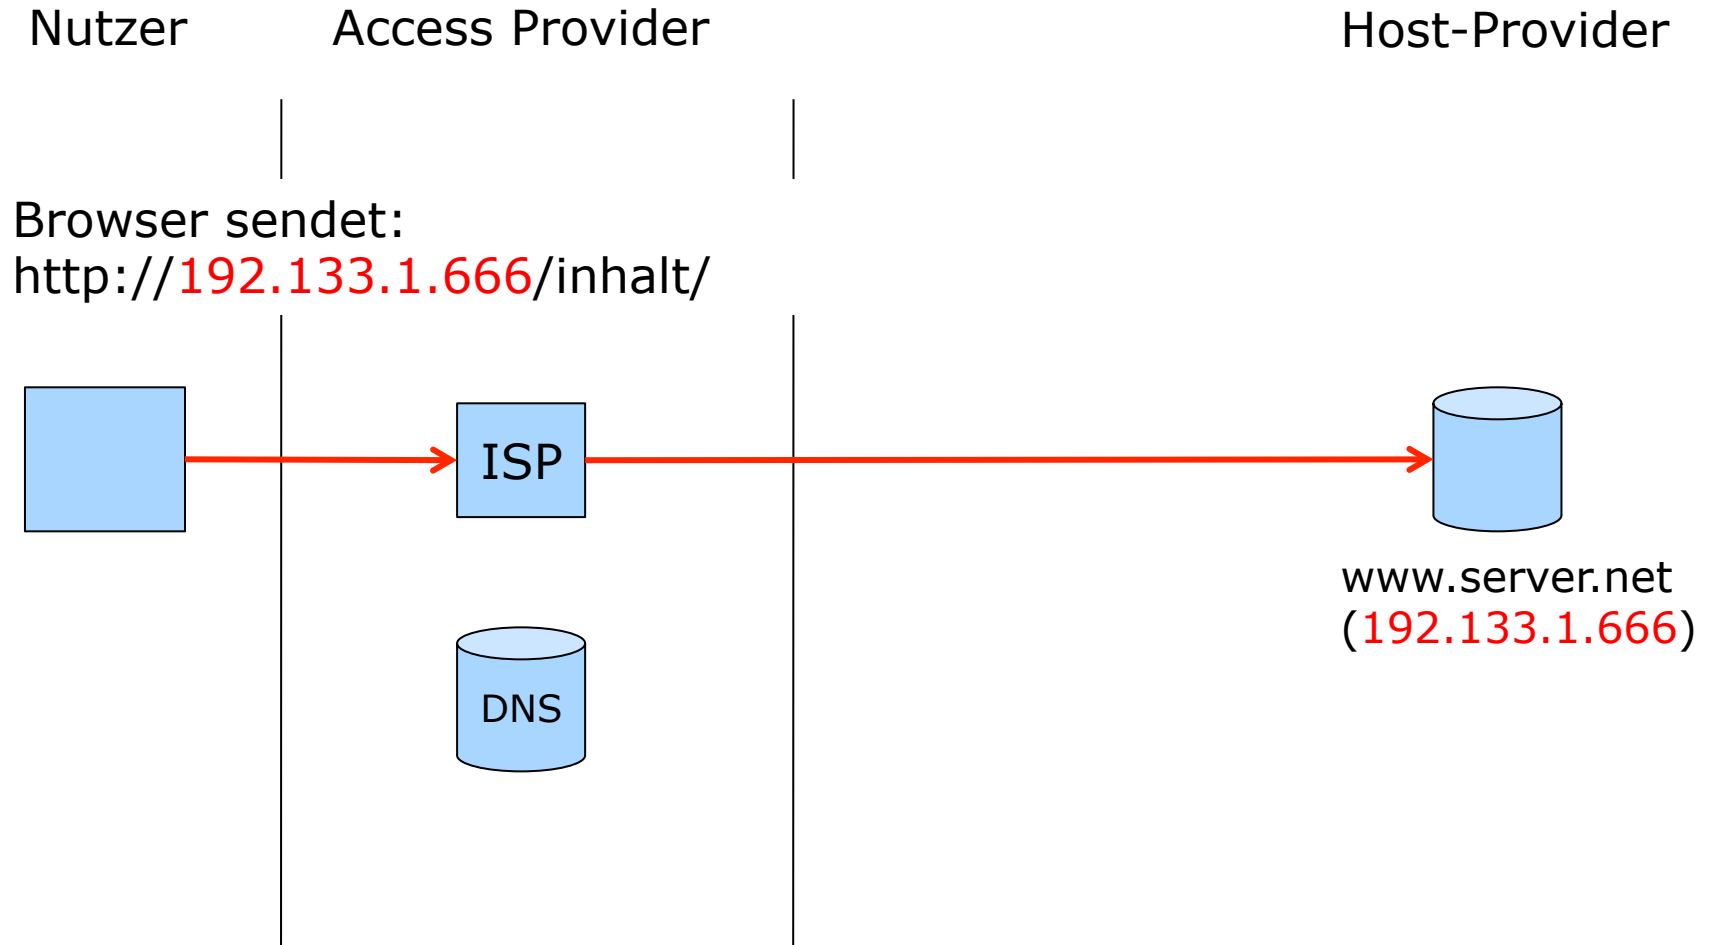 Nutzer
Access Provider
Host-Provider
Browser sendet:
http://192.133.1.666/inhalt/
ISP
DNS
www.server.net
(192.133.1.666)